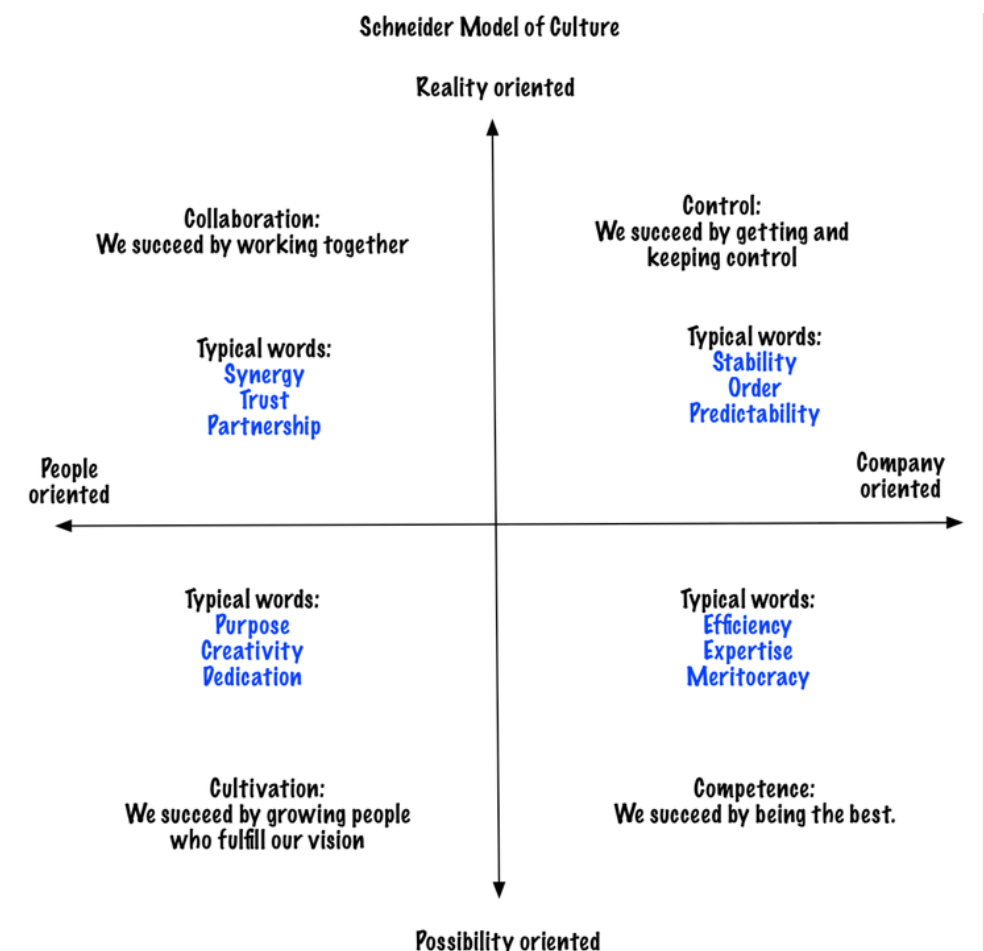 Schneider Model of Culture
Reality oriented
Collaboration:
We succeed by working together
Control:
We succeed by getting and
keeping control
Typical words:
Synergy
Trust
Partnership
Typical words:
Stability
Order
Predictability
People
oriented
Company
oriented
Typical words:
Purpose
Creativity
Dedication
Typical words:
Efficiency
Expertise
Meritocracy
Cultivation:
We succeed by growing people
who fulfill our vision
Competence:
We succeed by being the best.
Possibility oriented